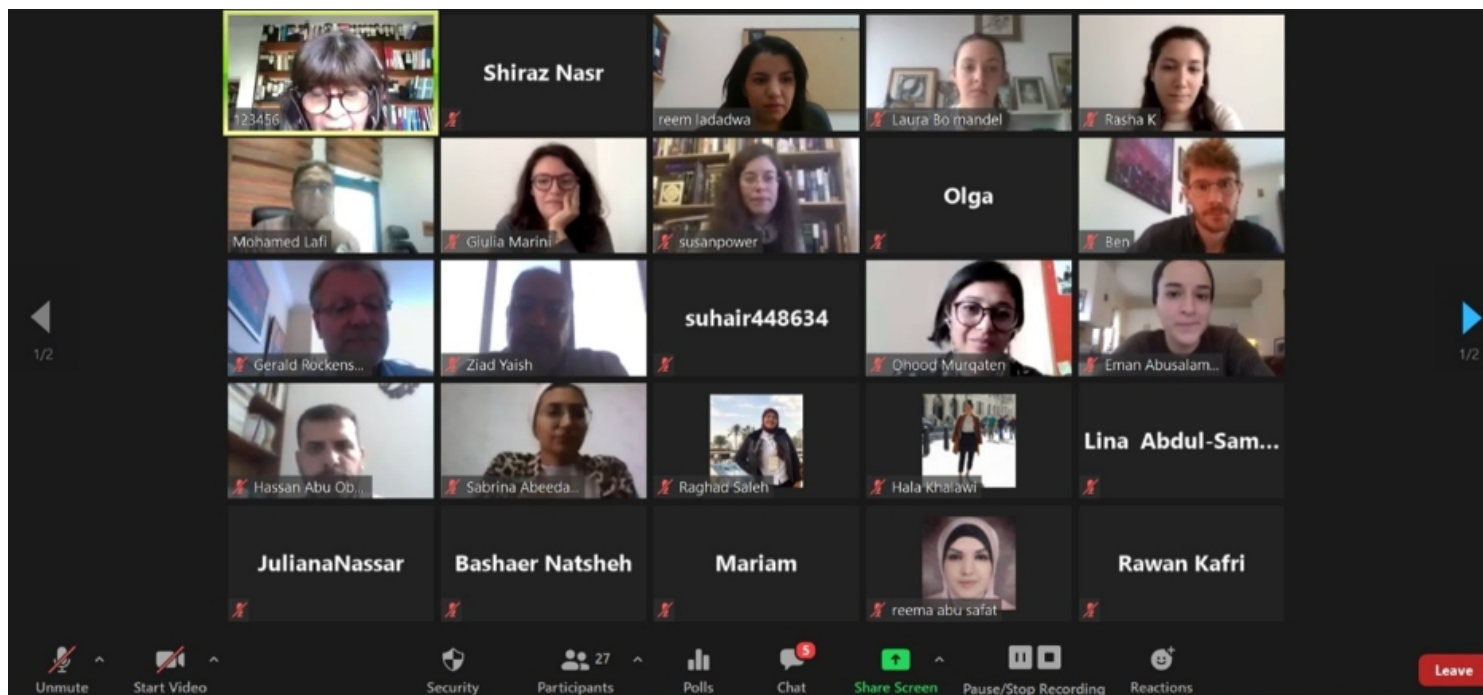 123456
Shiraz Nasr
reem ladadwa
Laura Bo mandel
Rasha K
Mohamed Lafi
Giulia Marini
susanpower
Olga
Ben
Gerald Rockens...
Ziad Yaish
suhair448634
Ohood Murqaten
Eman Abusalam...
Hassan Abu Ob...
Sabrina Abeeda...
Raghad Saleh
Hala Khalawi
Lina Abdul-Sam...
JulianaNassar
Bashaer Natsheh
Mariam
reema abu safat
Rawan Kafri
1/2
1/2
Unmute
Start Video
Security
27
Participants
Polls
5
Chat
Share Screen
Pause/Stop Recording
Reactions
Leave